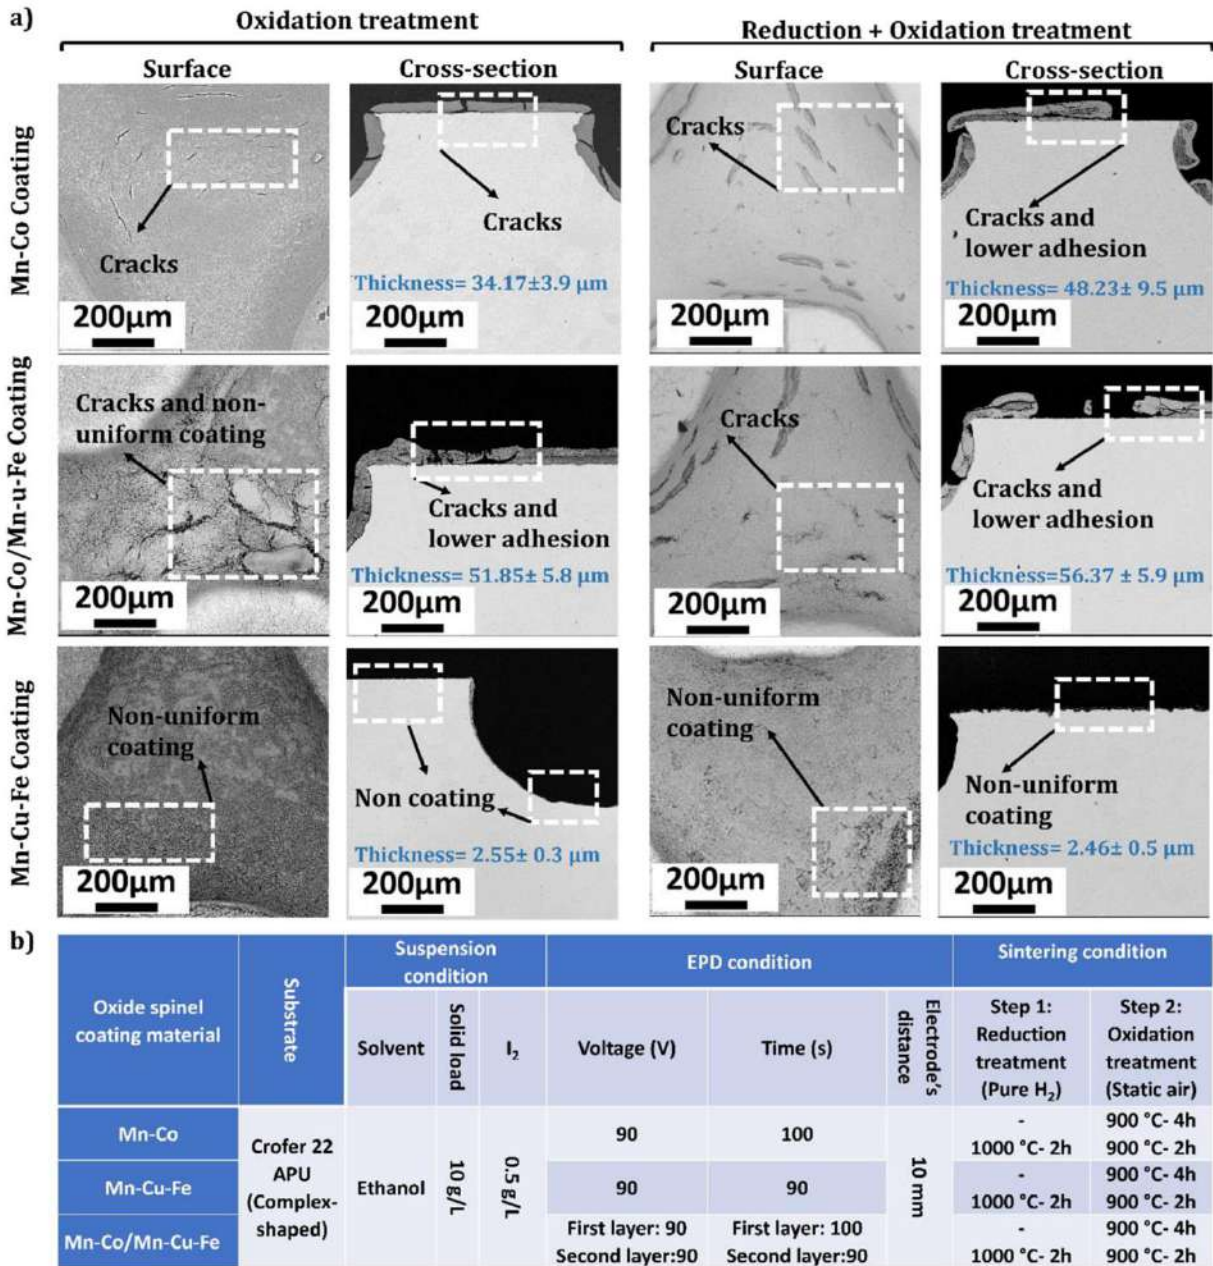 a)
Oxidation treatment
Reduction + Oxidation treatment
Surface
Cross-section
Surface
Cross-section
Mn-Co Coating
Cracks
200µm
Cracks
Thickness= 34.17±3.9 µm
200µm
Cracks
200µm
Cracks and
lower adhesion
Thickness= 48.23± 9.5 µm
200µm
Mn-Co/Mn-u-Fe Coating
Cracks and non-
uniform coating
200µm
Cracks and
lower adhesion
Thickness= 51.85± 5.8 µm
200µm
Cracks
200µm
Cracks and
lower adhesion
Thickness=56.37 ± 5.9 µm
200µm
Mn-Cu-Fe Coating
Non-uniform
coating
200µm
Non coating
Thickness= 2.55± 0.3 µm
200µm
Non-uniform
coating
200µm
Non-uniform
coating
Thickness= 2.46± 0.5 µm
200µm
b)
Oxide spinel
coating material
Substrate
Suspension
condition
EPD condition
Sintering condition
Solvent
Solid load
I₂
Voltage (V)
Time (s)
Electrode's
distance
Step 1:
Reduction
treatment
(Pure H₂)
Step 2:
Oxidation
treatment
(Static air)
Mn-Co
Crofer 22
APU
(Complex-
shaped)
Ethanol
10 g/L
0.5 g/L
90
100
10 mm
-
900 °C- 4h
1000 °C- 2h
900 °C- 2h
Mn-Cu-Fe
90
90
-
900 °C- 4h
1000 °C- 2h
900 °C- 2h
Mn-Co/Mn-Cu-Fe
First layer: 90
Second layer:90
First layer: 100
Second layer:90
-
900 °C- 4h
1000 °C- 2h
900 °C- 2h